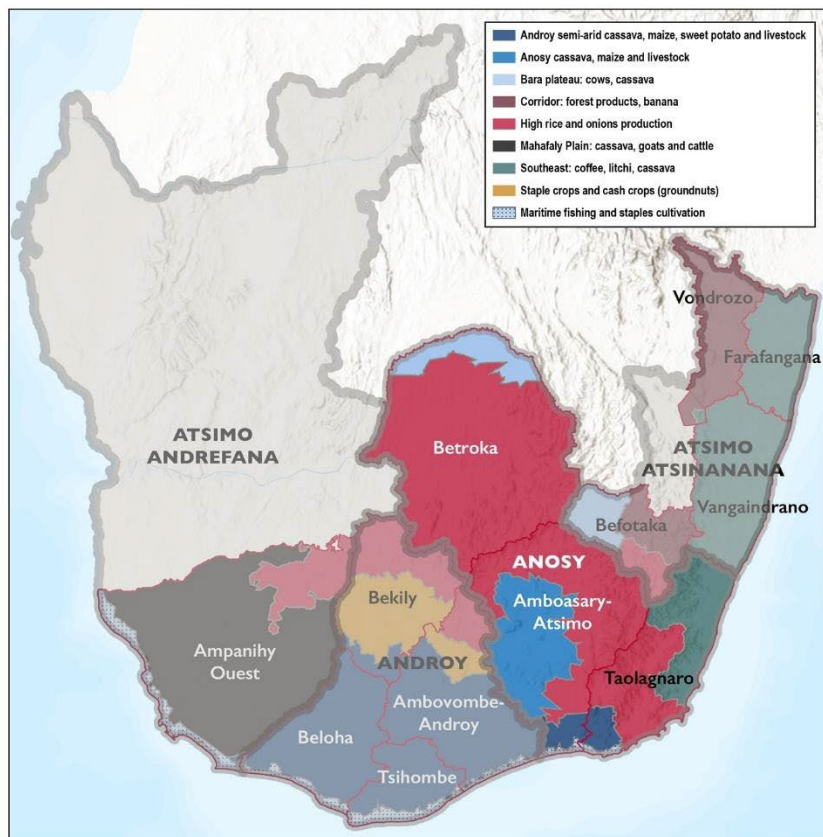 Androy semi-arid cassava, maize, sweet potato and livestock
Anosy cassava, maize and livestock
Bara plateau: cows, cassava
Corridor: forest products, banana
High rice and onions production
Mahafaly Plain: cassava, goats and cattle
Southeast: coffee, litchi, cassava
Staple crops and cash crops (groundnuts)
Maritime fishing and staples cultivation
Vondrozo
Farafangana
ATSIMO
ANDREFANA
Betroka
ATSIMO
ATSINANANA
Vangaindrano
Befotaka
ANOSY
Bekily
Amboasary-
Atsimo
Ampanihy
Ouest
ANDROY
Taolagnaro
Ambovombe-
Androy
Beloha
Tsihombe